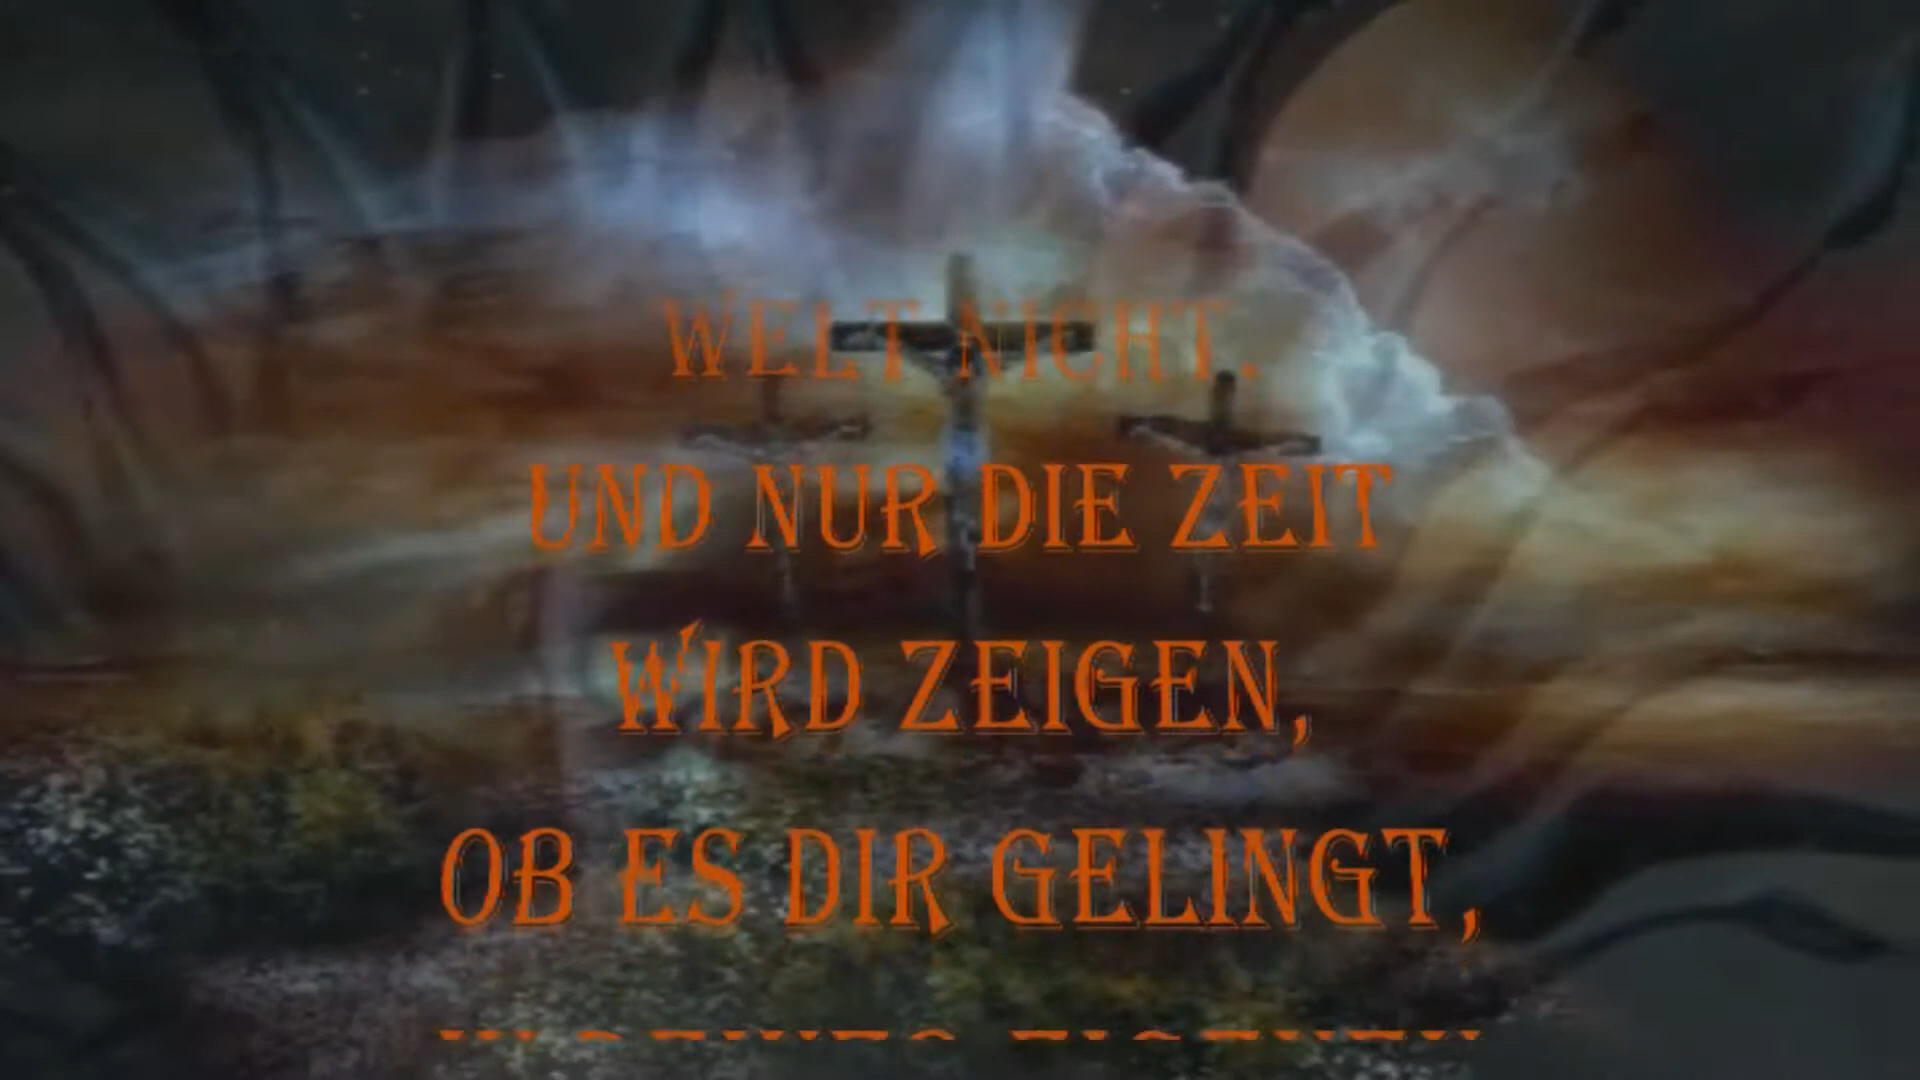 WELT NICHT.
UND NUR DIE ZEIT
WIRD ZEIGEN,
OB ES DIR GELINGT,